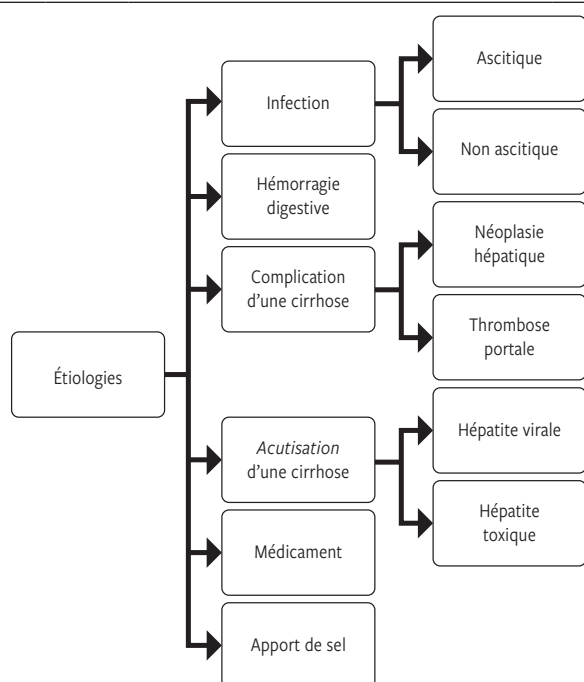 Étiologies
Infection
Ascitique
Non ascitique
Hémorragie
digestive
Complication
d'une cirrhose
Néoplasie
hépatique
Thrombose
portale
Acutisation
d'une cirrhose
Hépatite virale
Hépatite
toxique
Médicament
Apport de sel